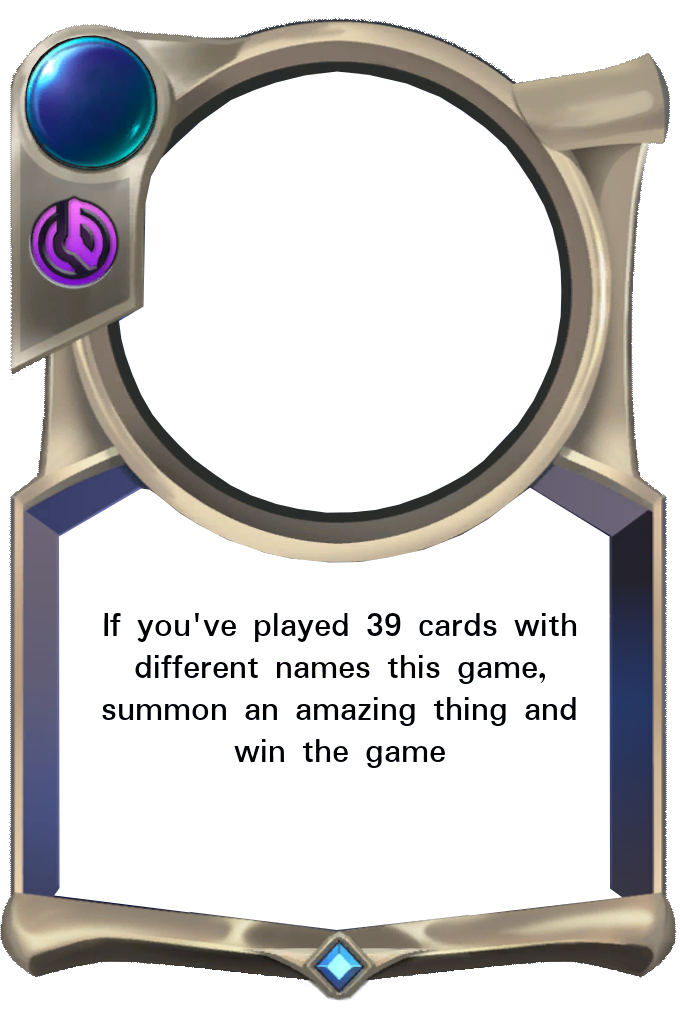 If you've played 39 cards with
different names this game,
summon an amazing thing and
win the game